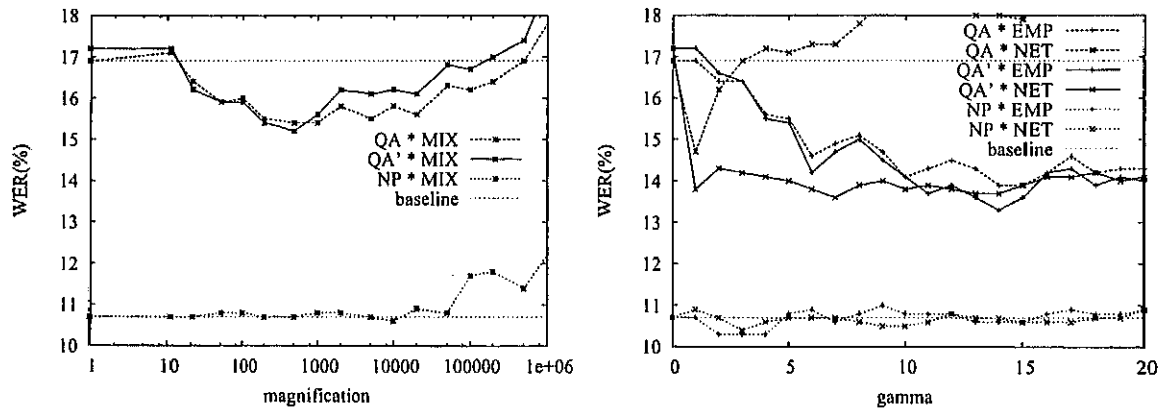 18
17
16
15
14
13
12
11
10
WER(%)
1
10
100
1000
10000
100000
1e+06
magnification
QA * MIX
QA' * MIX
NP * MIX
baseline
18
17
16
15
14
13
12
11
10
WER(%)
0
5
10
15
20
gamma
QA * EMP
QA * NET
QA' * EMP
QA' * NET
NP * EMP
NP * NET
baseline